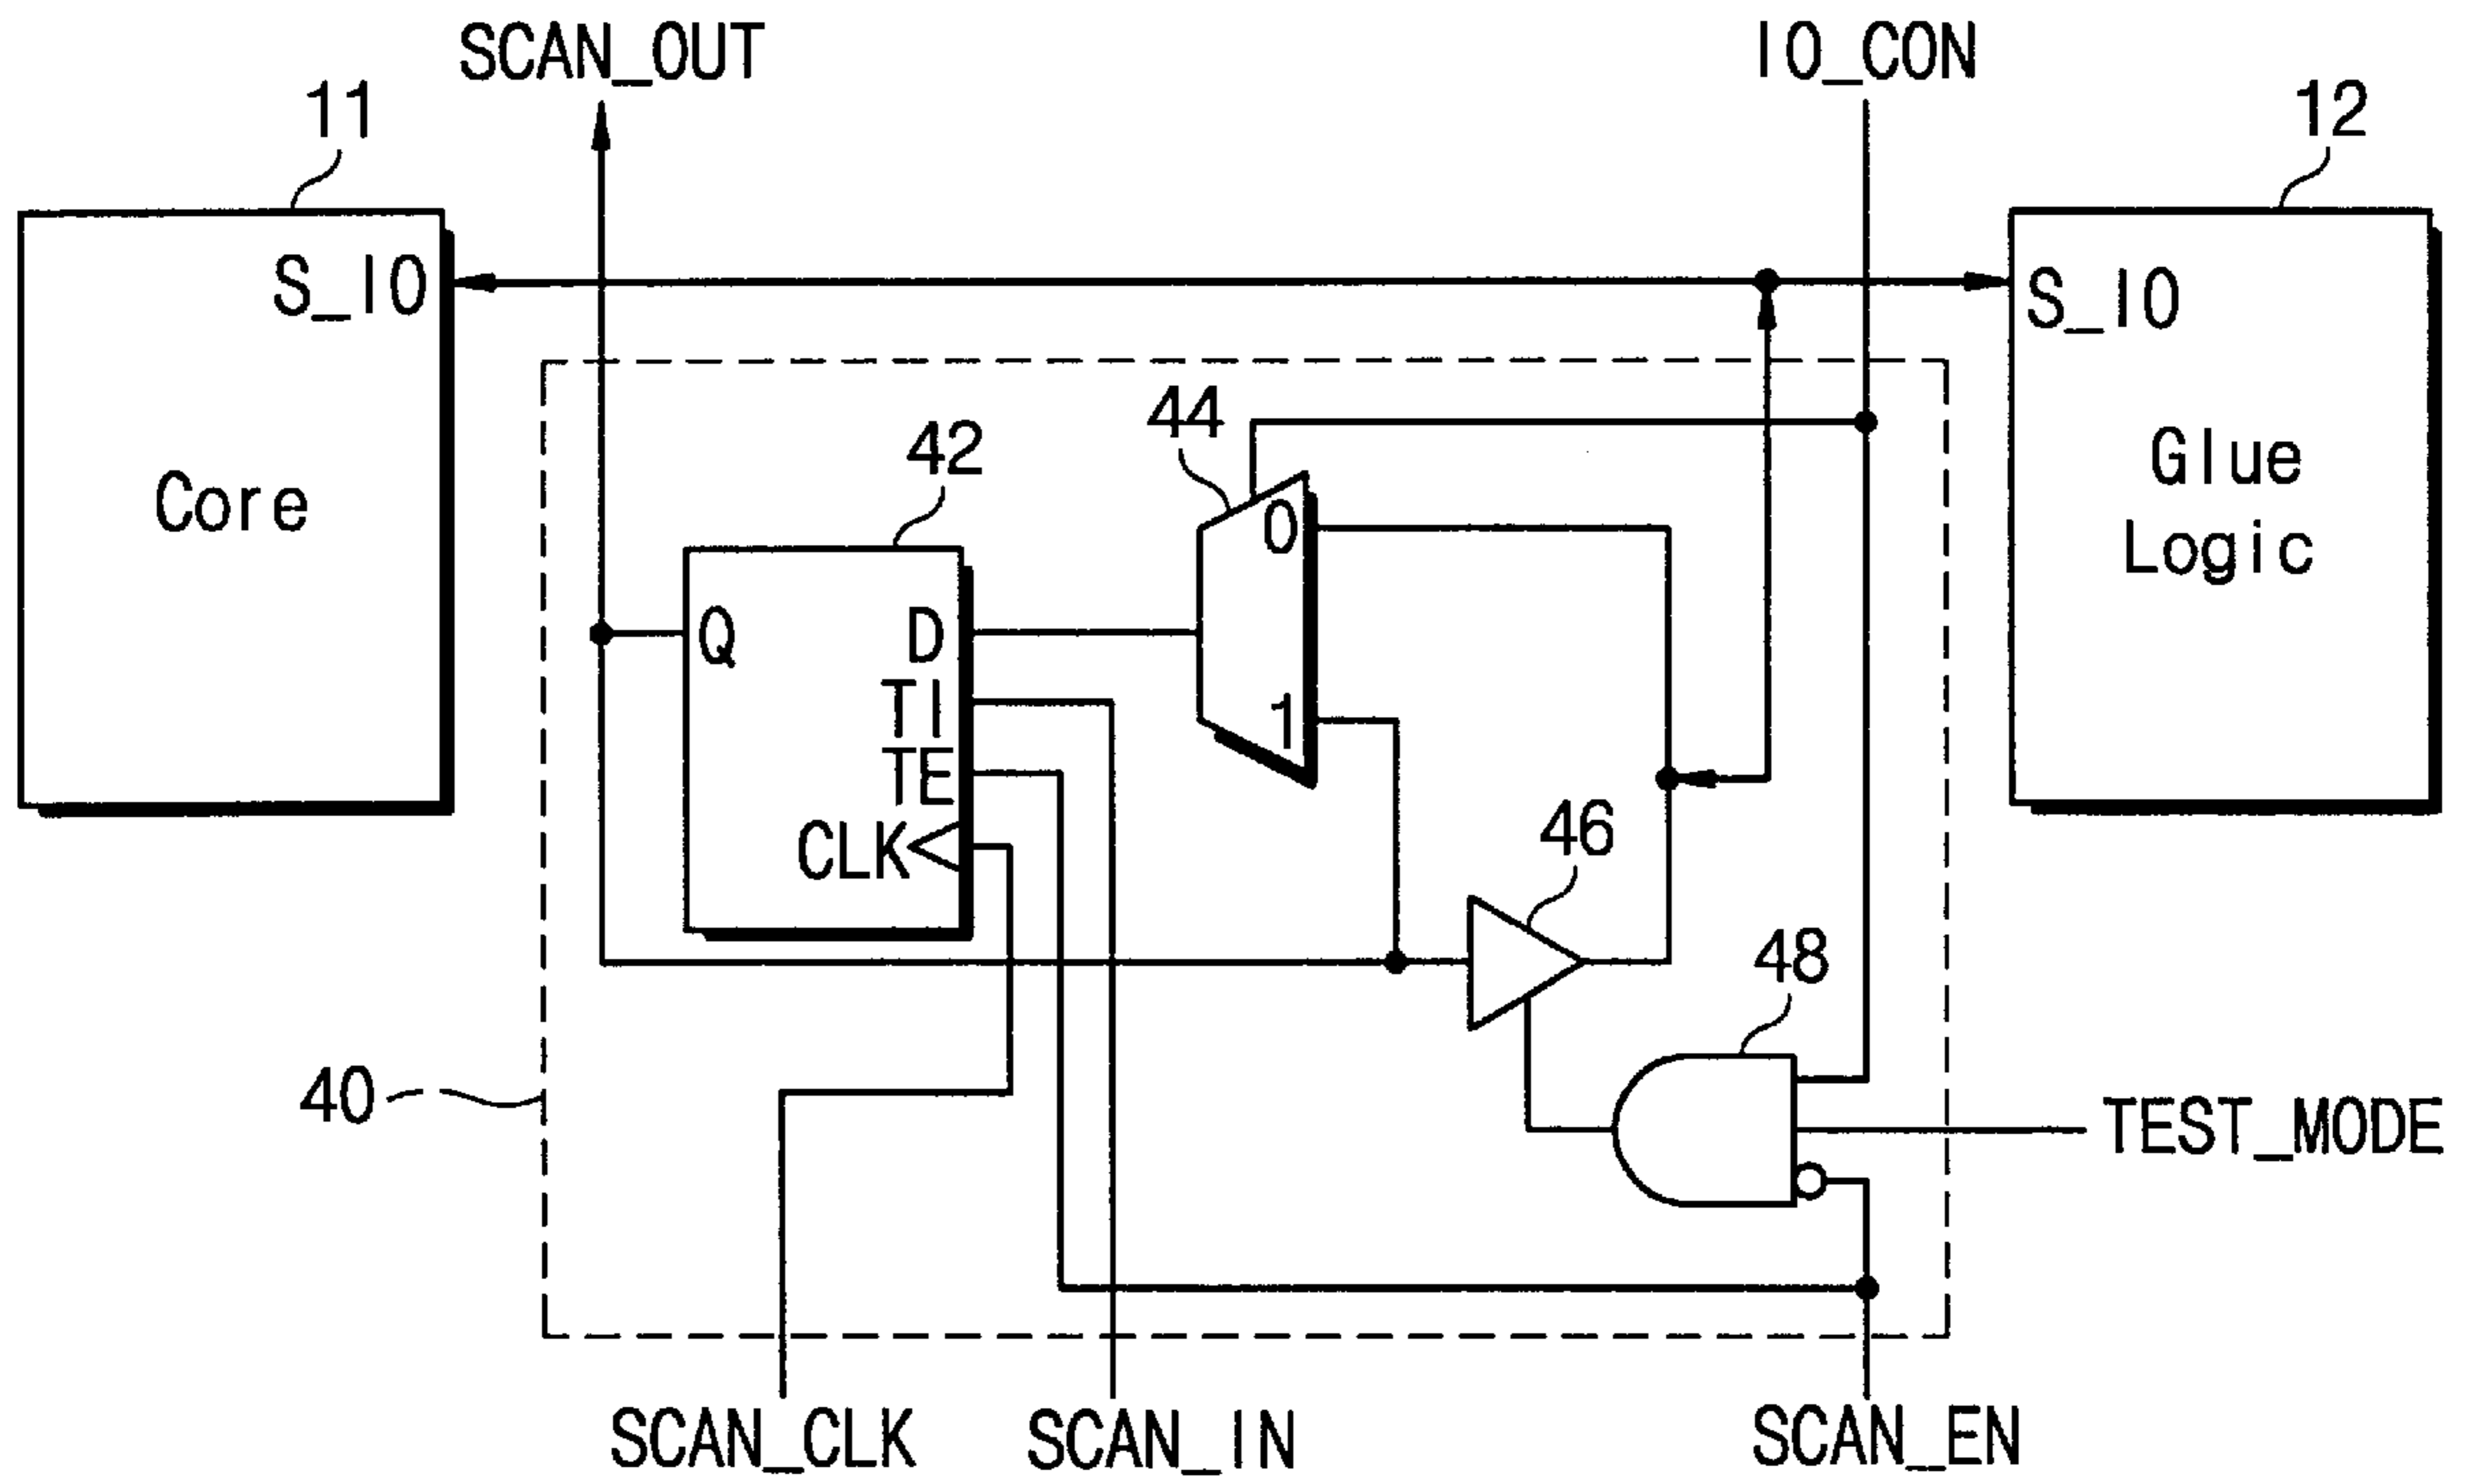 SCAN_OUT
IO_CON
11
12
S_IO
S_IO
44
42
Core
Glue
Logic
0
Q
D
TI
1
TE
CLK
46
48
40
TEST_MODE
SCAN_CLK
SCAN_IN
SCAN_EN